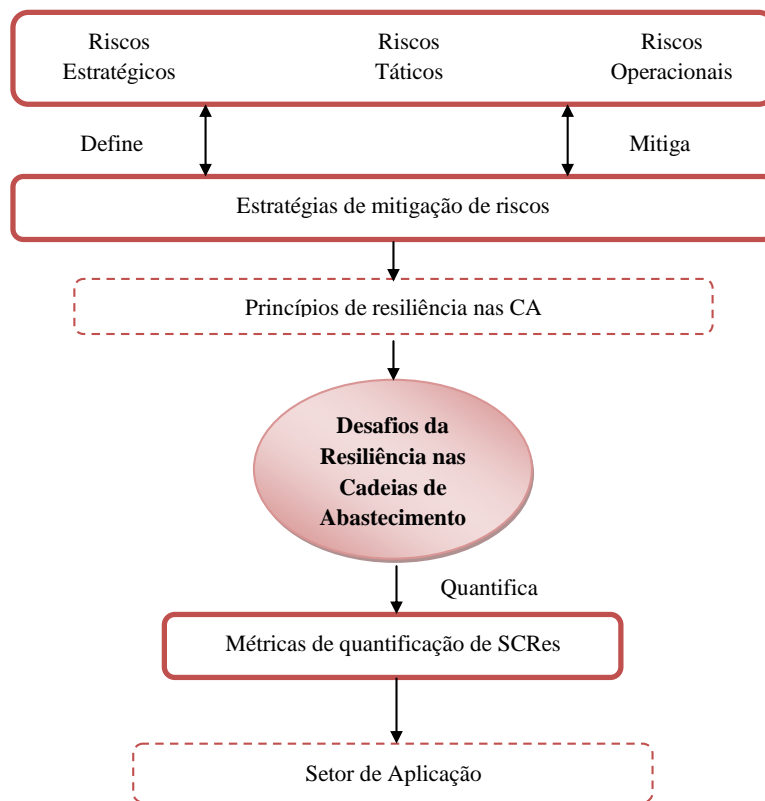 Riscos Riscos Riscos
Estratégicos Táticos Operacionais
Define Mitiga
Estratégias de mitigação de riscos
Princípios de resiliência nas CA
Desafios da
Resiliência nas
Cadeias de
Abastecimento
Quantifica
Métricas de quantificação de SCRes
Setor de Aplicação